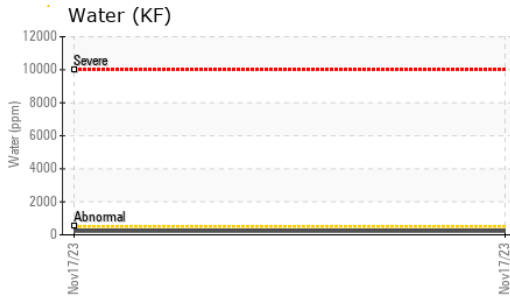 Water (KF)
12000
Severe
10000
8000
6000
4000
2000
Abnormal
0
Water (ppm)
Nov17/23
Nov17/23